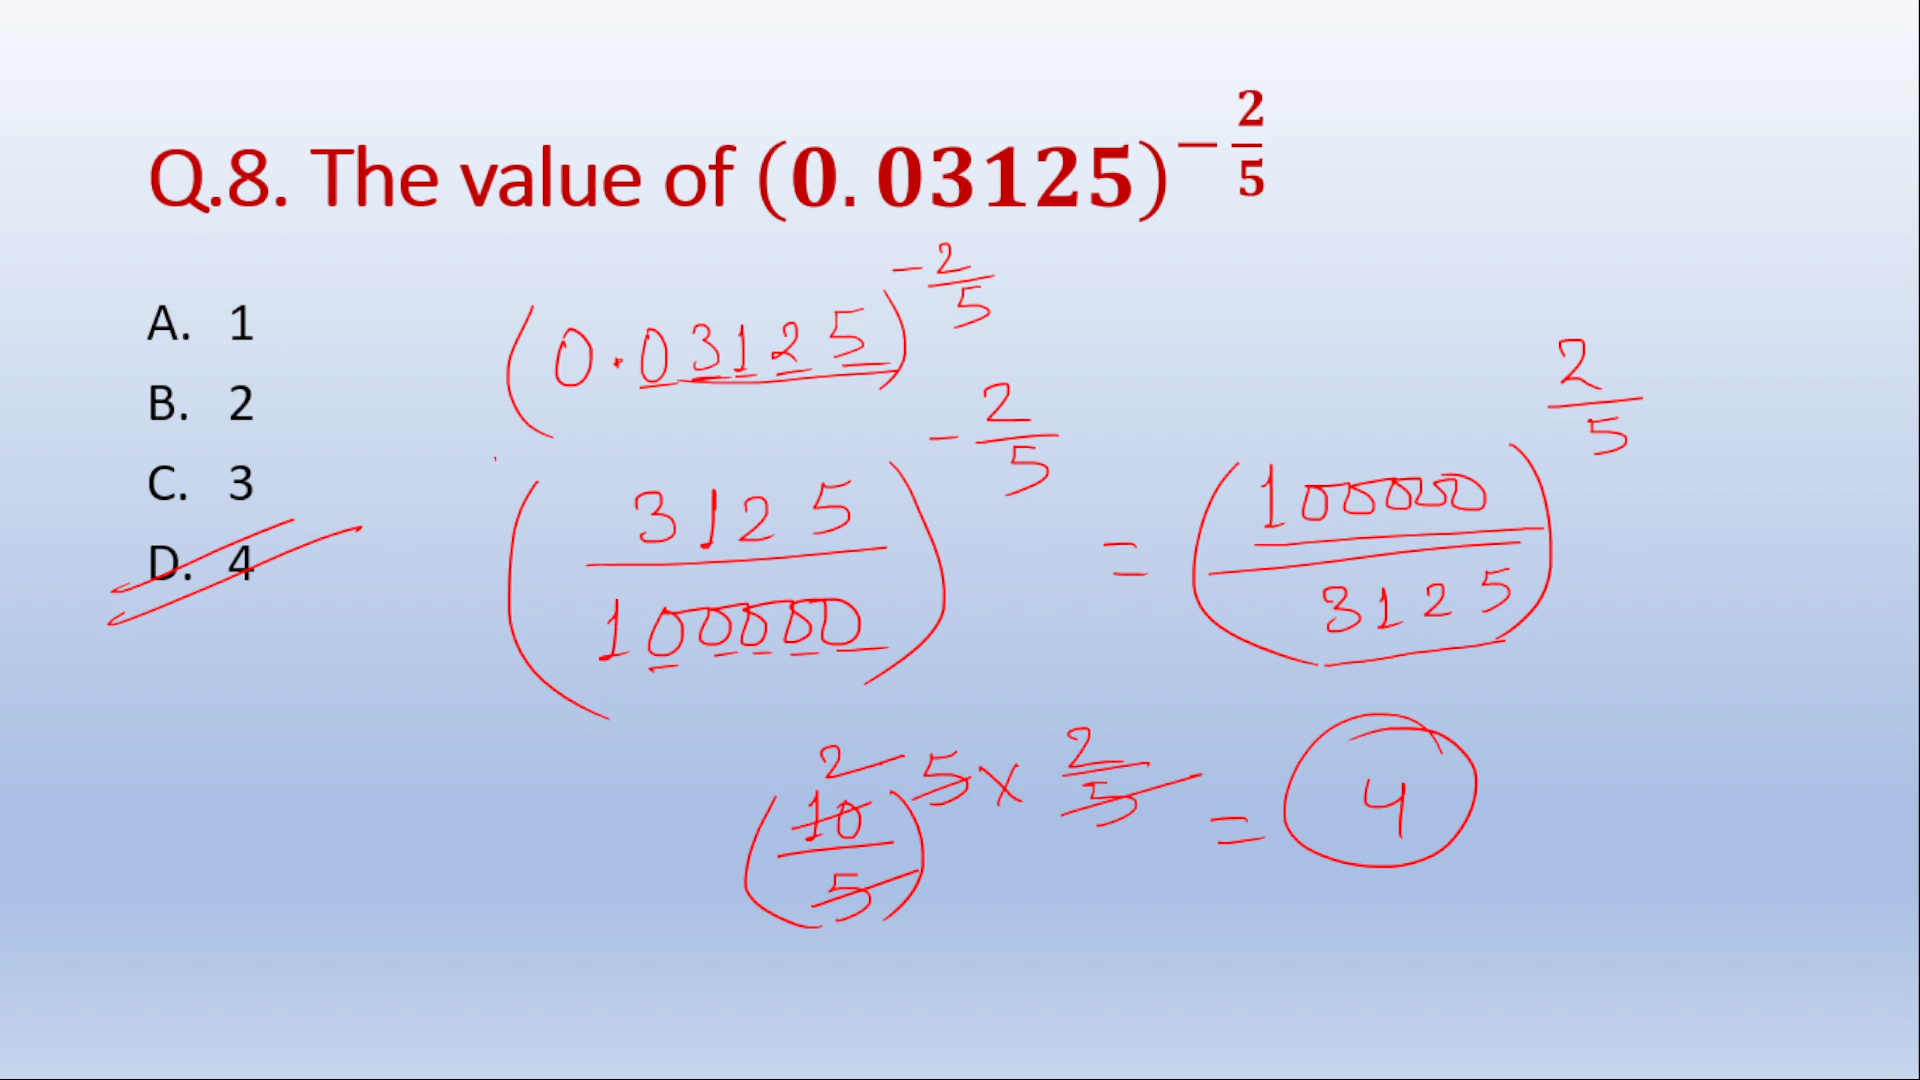 Q.8. The value of (0.03125)^{-2/5}
A. 1
B. 2
C. 3
D. 4
(0.03125)^{-2/5}
(3125/100000)^{-2/5} = (100000/3125)^{2/5}
2
(10/5)^{5 × 2/5} = 4